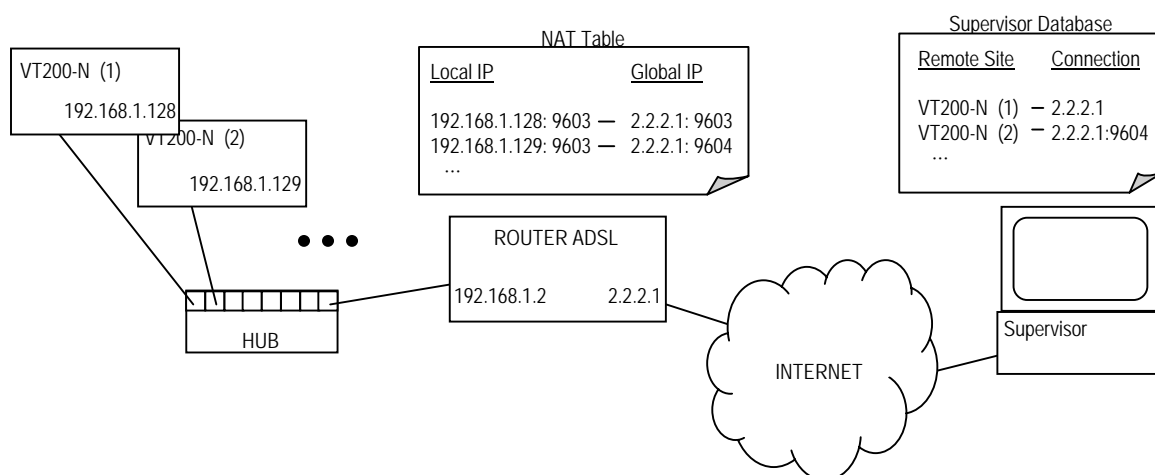 VT200-N (1)
192.168.1.128
VT200-N (2)
192.168.1.129
NAT Table
Local IP Global IP
192.168.1.128: 9603 — 2.2.2.1: 9603
192.168.1.129: 9603 — 2.2.2.1: 9604
...
Supervisor Database
Remote Site Connection
VT200-N (1) – 2.2.2.1
VT200-N (2) – 2.2.2.1:9604
...
ROUTER ADSL
192.168.1.2 2.2.2.1
HUB
INTERNET
Supervisor